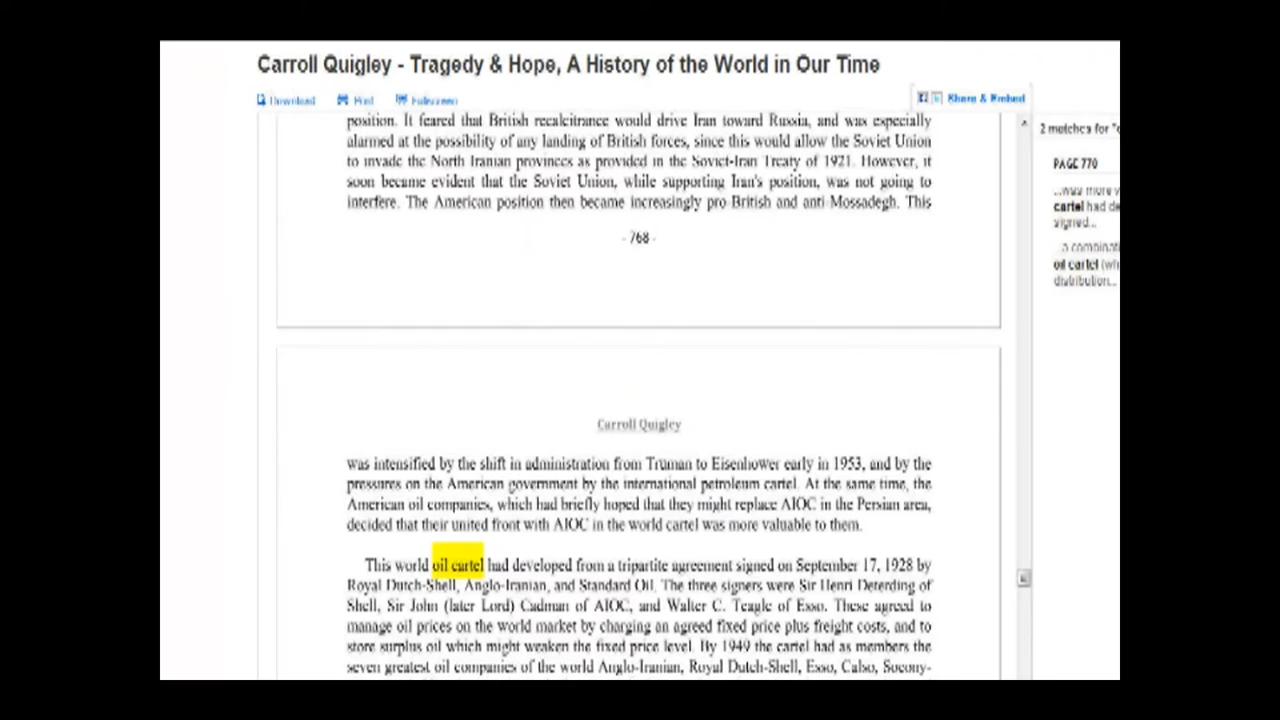 Carroll Quigley - Tragedy & Hope, A History of the World in Our Time
Download Print Fullscreen
Share & Embed
position. It feared that British recalcitrance would drive Iran toward Russia, and was especially
alarmed at the possibility of any landing of British forces, since this would allow the Soviet Union
to invade the North Iranian provinces as provided in the Soviet-Iran Treaty of 1921. However, it
soon became evident that the Soviet Union, while supporting Iran's position, was not going to
interfere. The American position then became increasingly pro-British and anti-Mossadegh. This
- 768 -
2 matches for "o
PAGE 770
...was more v
cartel had de
signed...
...a combinati
oil cartel (wh
distribution...
Carroll Quigley
was intensified by the shift in administration from Truman to Eisenhower early in 1953, and by the
pressures on the American government by the international petroleum cartel. At the same time, the
American oil companies, which had briefly hoped that they might replace AIOC in the Persian area,
decided that their united front with AIOC in the world cartel was more valuable to them.
This world oil cartel had developed from a tripartite agreement signed on September 17, 1928 by
Royal Dutch-Shell, Anglo-Iranian, and Standard Oil. The three signers were Sir Henri Deterding of
Shell, Sir John (later Lord) Cadman of AIOC, and Walter C. Teagle of Esso. These agreed to
manage oil prices on the world market by charging an agreed fixed price plus freight costs, and to
store surplus oil which might weaken the fixed price level. By 1949 the cartel had as members the
seven greatest oil companies of the world Anglo-Iranian, Royal Dutch-Shell, Esso, Calso, Socony-